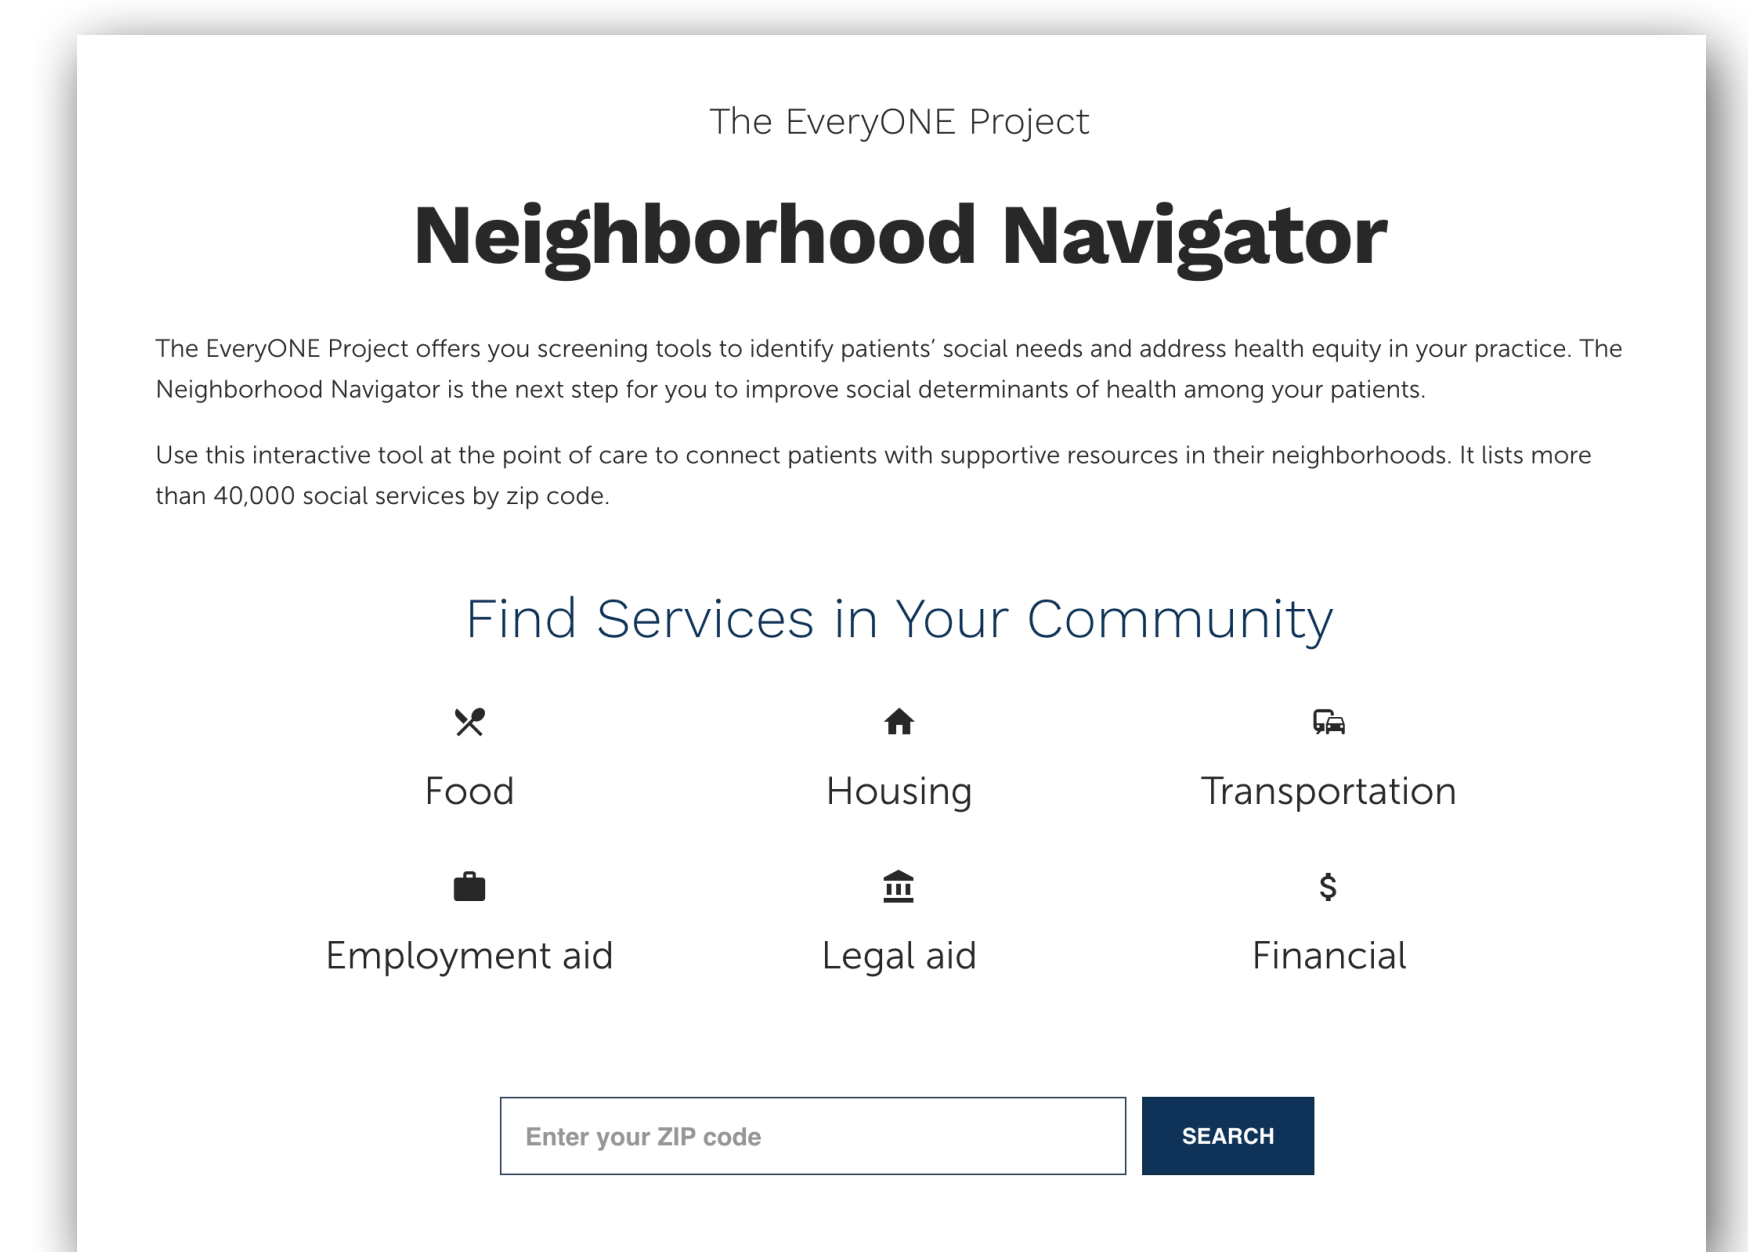 The EveryONE Project
Neighborhood Navigator
The EveryONE Project offers you screening tools to identify patients’ social needs and address health equity in your practice. The
Neighborhood Navigator is the next step for you to improve social determinants of health among your patients.
Use this interactive tool at the point of care to connect patients with supportive resources in their neighborhoods. It lists more
than 40,000 social services by zip code.
Find Services in Your Community
Food
Housing
Transportation
Employment aid
Legal aid
$
Financial
Enter your ZIP code
SEARCH